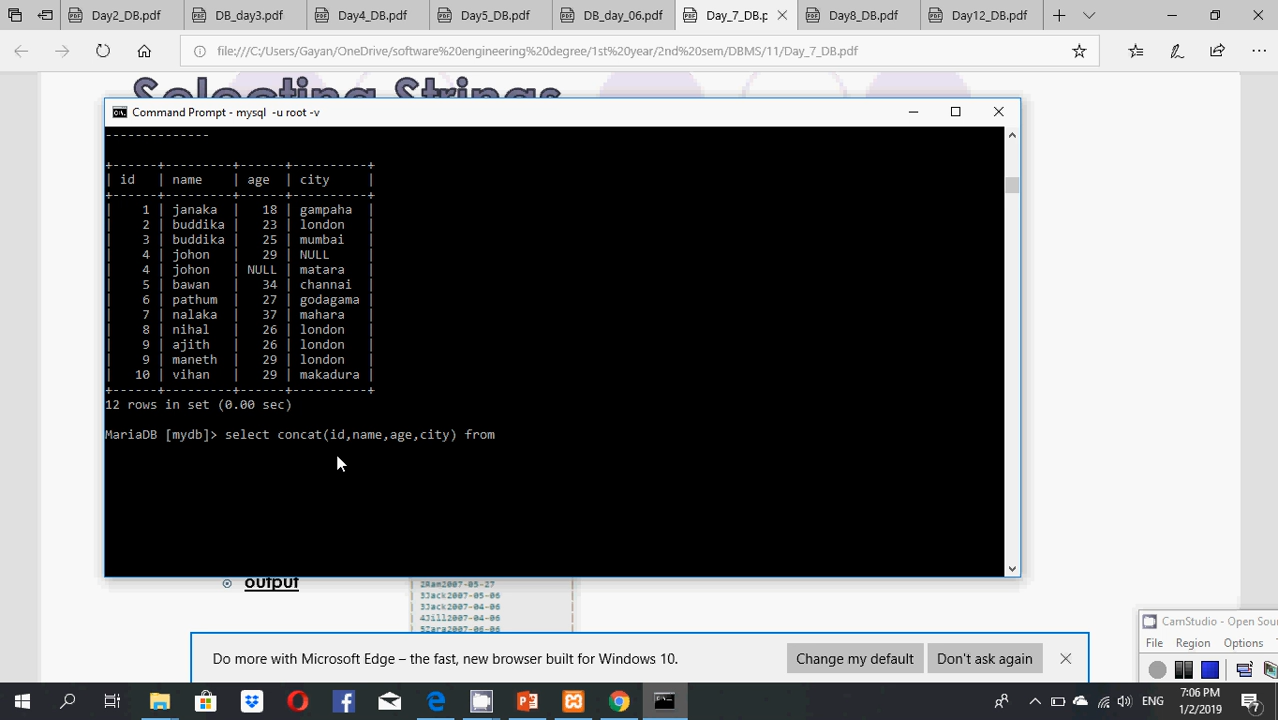 Day2_DB.pdf
DB_day3.pdf
Day4_DB.pdf
Day5_DB.pdf
DB_day_06.pdf
Day_7_DB.p
Day8_DB.pdf
Day12_DB.pdf
file:///C:/Users/Gayan/OneDrive/software%20engineering%20degree/1st%20year/2nd%20sem/DBMS/11/Day_7_DB.pdf
Selecting Strings
Command Prompt - mysql -u root -v
--------------
+------+---------+------+----------+
| id | name | age | city |
+------+---------+------+----------+
| 1 | janaka | 18 | gampaha |
| 2 | buddika | 23 | london |
| 3 | buddika | 25 | mumbai |
| 4 | johon | 29 | NULL |
| 4 | johon | NULL | matara |
| 5 | bawan | 34 | channai |
| 6 | pathum | 27 | godagama |
| 7 | nalaka | 37 | mahara |
| 8 | nihal | 26 | london |
| 9 | ajith | 26 | london |
| 9 | maneth | 29 | london |
| 10 | vihan | 29 | makadura |
+------+---------+------+----------+
12 rows in set (0.00 sec)
MariaDB [mydb]> select concat(id,name,age,city) from
output
| 2Ram2007-05-27 |
| 3Jack2007-05-06 |
| 3Jack2007-04-06 |
| 4Jill2007-04-06 |
| 5Zara2007-06-06 |
CamStudio - Open Sour
File Region Options
Do more with Microsoft Edge – the fast, new browser built for Windows 10.
Change my default
Don't ask again
ENG
7:06 PM
1/2/2019
7